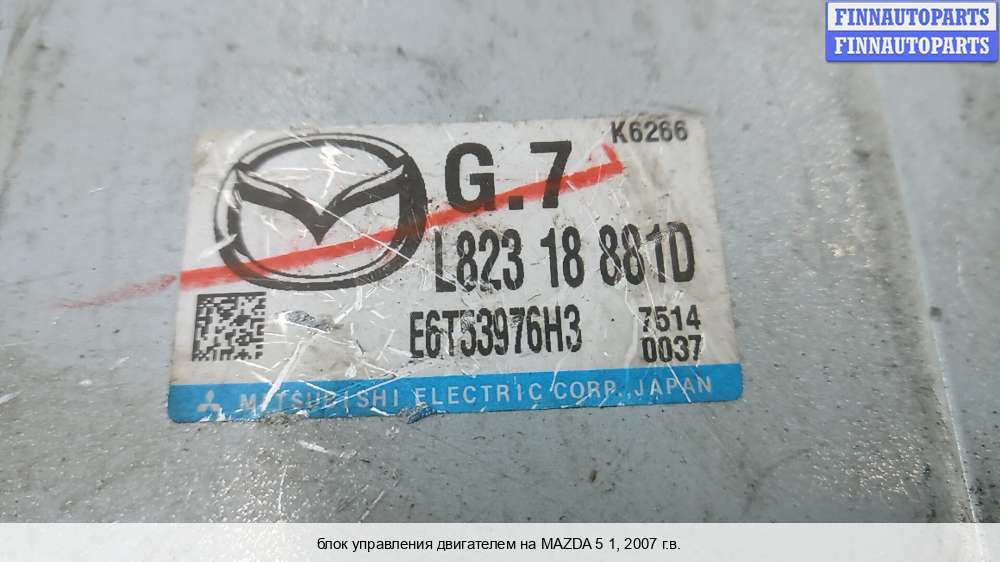 FINNAUTOPARTS
FINNAUTOPARTS
K6266
G.7
L823 18 881D
E6T53976H3
7514
0037
MITSUBISHI ELECTRIC CORP., JAPAN
блок управления двигателем на MAZDA 5 1, 2007 г.в.